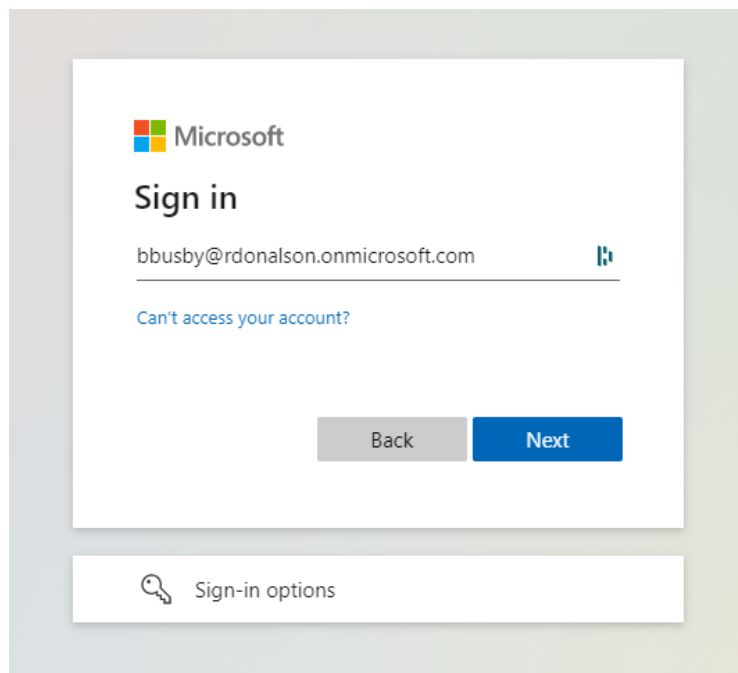 Microsoft
Sign in
bbusby@rdonalson.onmicrosoft.com
Can't access your account?
Back Next
Sign-in options